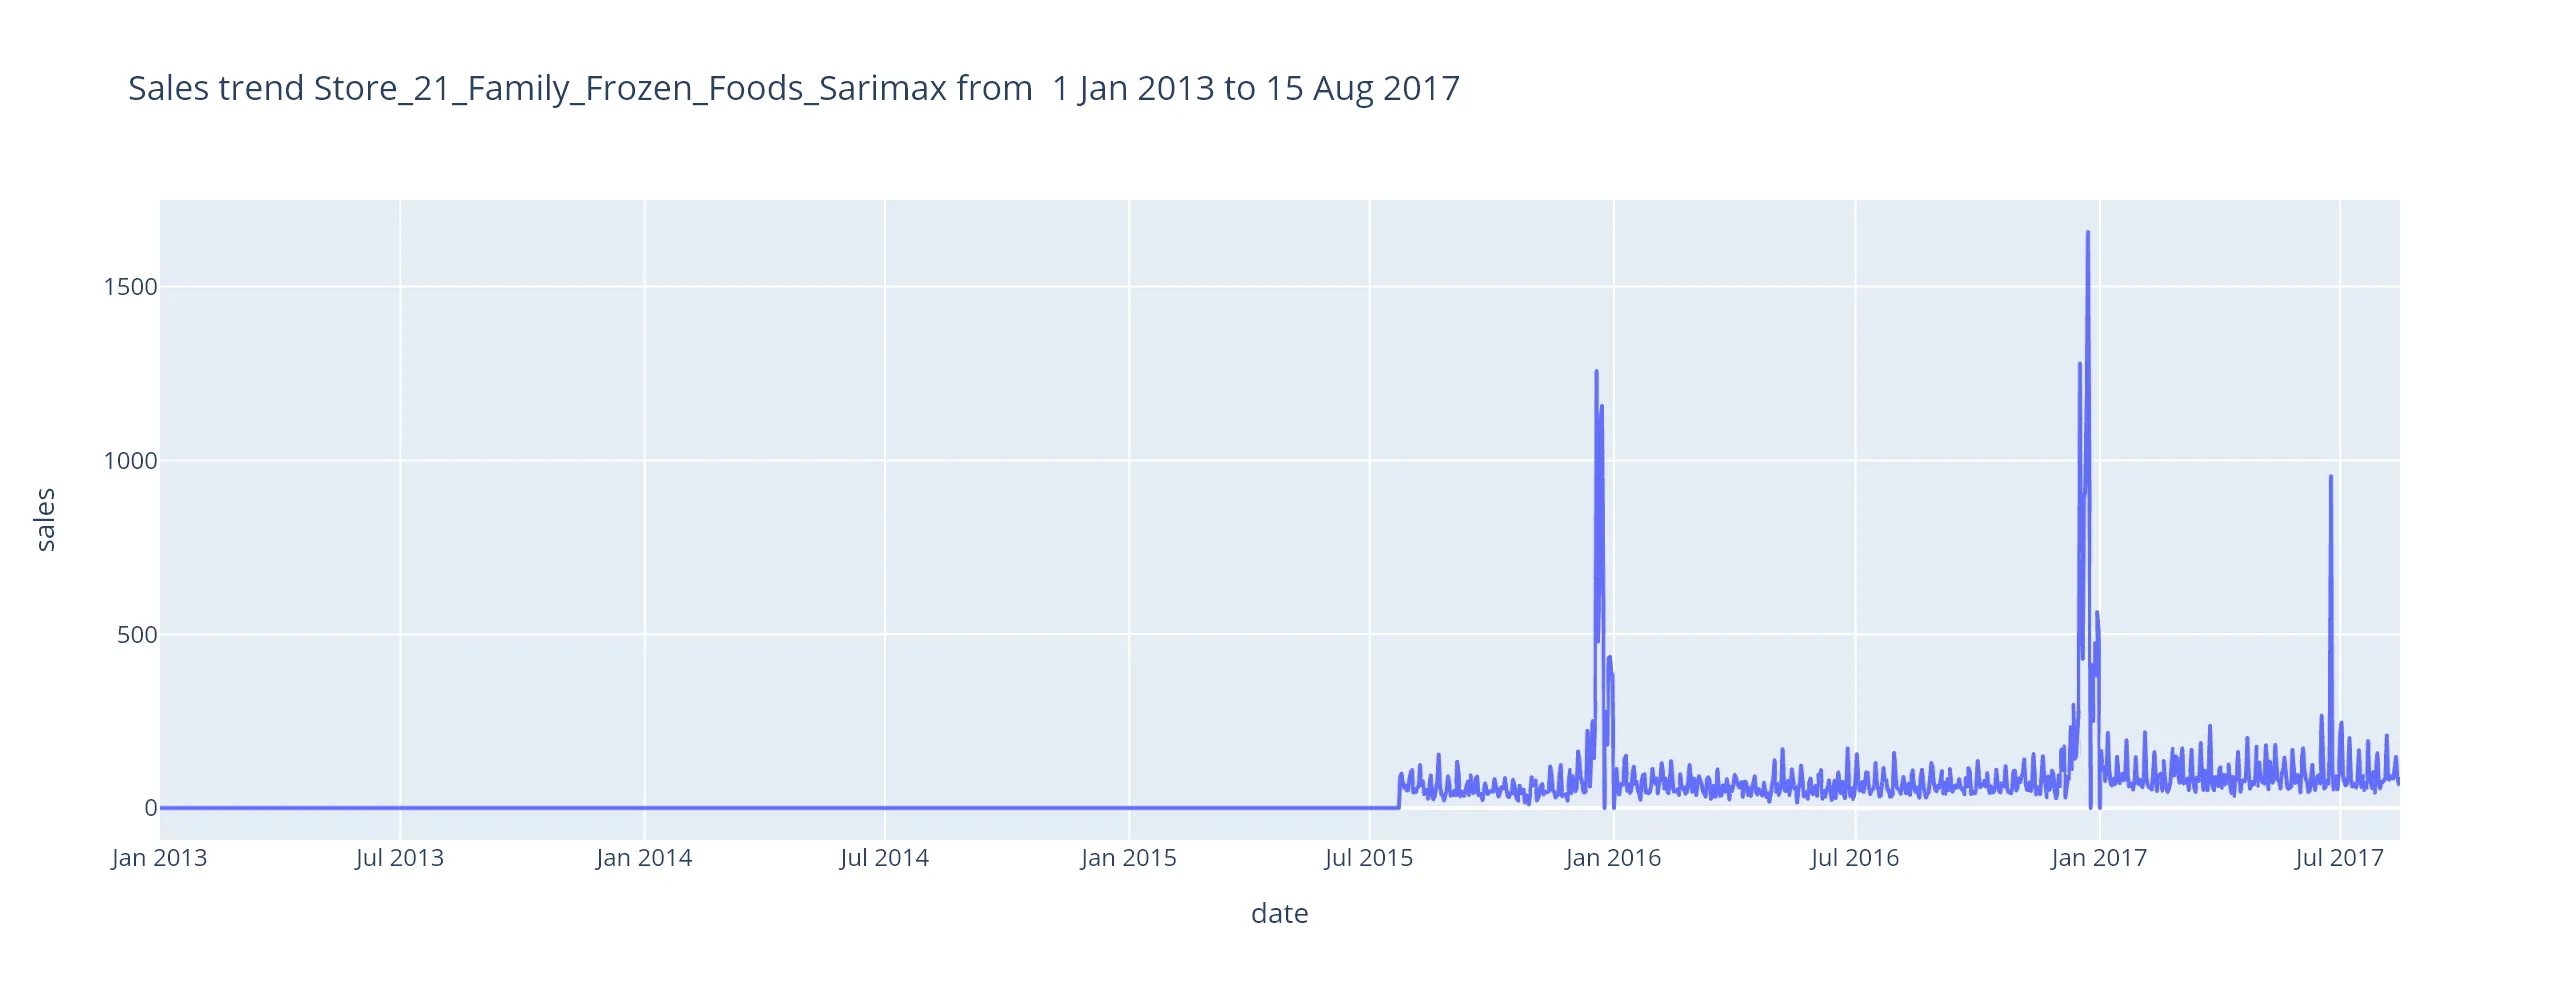 Sales trend Store_21_Family_Frozen_Foods_Sarimax from  1 Jan 2013 to 15 Aug 2017
1500
1000
500
0
sales
Jan 2013 Jul 2013 Jan 2014 Jul 2014 Jan 2015 Jul 2015 Jan 2016 Jul 2016 Jan 2017 Jul 2017
date